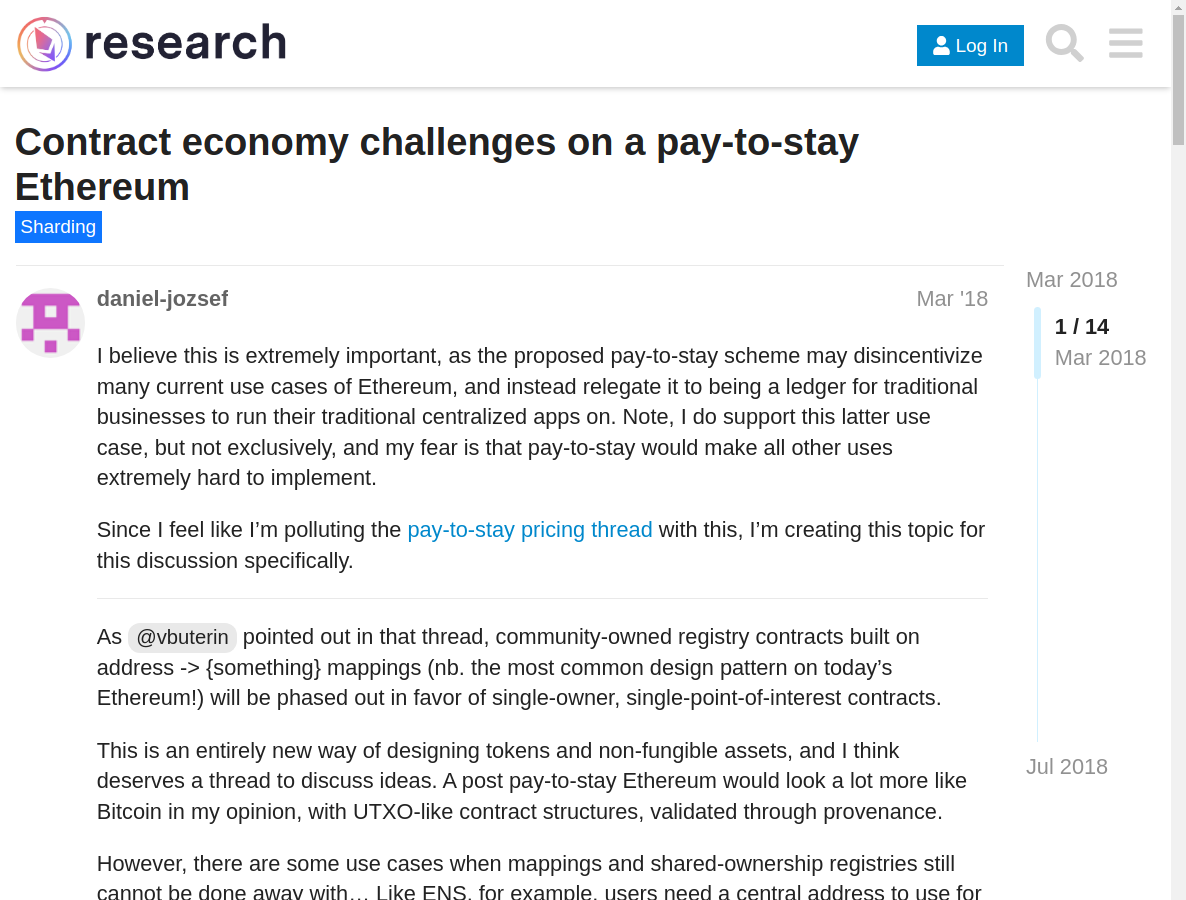 research
Log In
Contract economy challenges on a pay-to-stay
Ethereum
Sharding
daniel-jozsef
Mar '18
I believe this is extremely important, as the proposed pay-to-stay scheme may disincentivize
many current use cases of Ethereum, and instead relegate it to being a ledger for traditional
businesses to run their traditional centralized apps on. Note, I do support this latter use
case, but not exclusively, and my fear is that pay-to-stay would make all other uses
extremely hard to implement.
Since I feel like I’m polluting the pay-to-stay pricing thread with this, I’m creating this topic for
this discussion specifically.
As @vbuterin pointed out in that thread, community-owned registry contracts built on
address -> {something} mappings (nb. the most common design pattern on today’s
Ethereum!) will be phased out in favor of single-owner, single-point-of-interest contracts.
This is an entirely new way of designing tokens and non-fungible assets, and I think
deserves a thread to discuss ideas. A post pay-to-stay Ethereum would look a lot more like
Bitcoin in my opinion, with UTXO-like contract structures, validated through provenance.
However, there are some use cases when mappings and shared-ownership registries still
cannot be done away with… Like ENS, for example, users need a central address to use for
Mar 2018
1 / 14
Mar 2018
Jul 2018